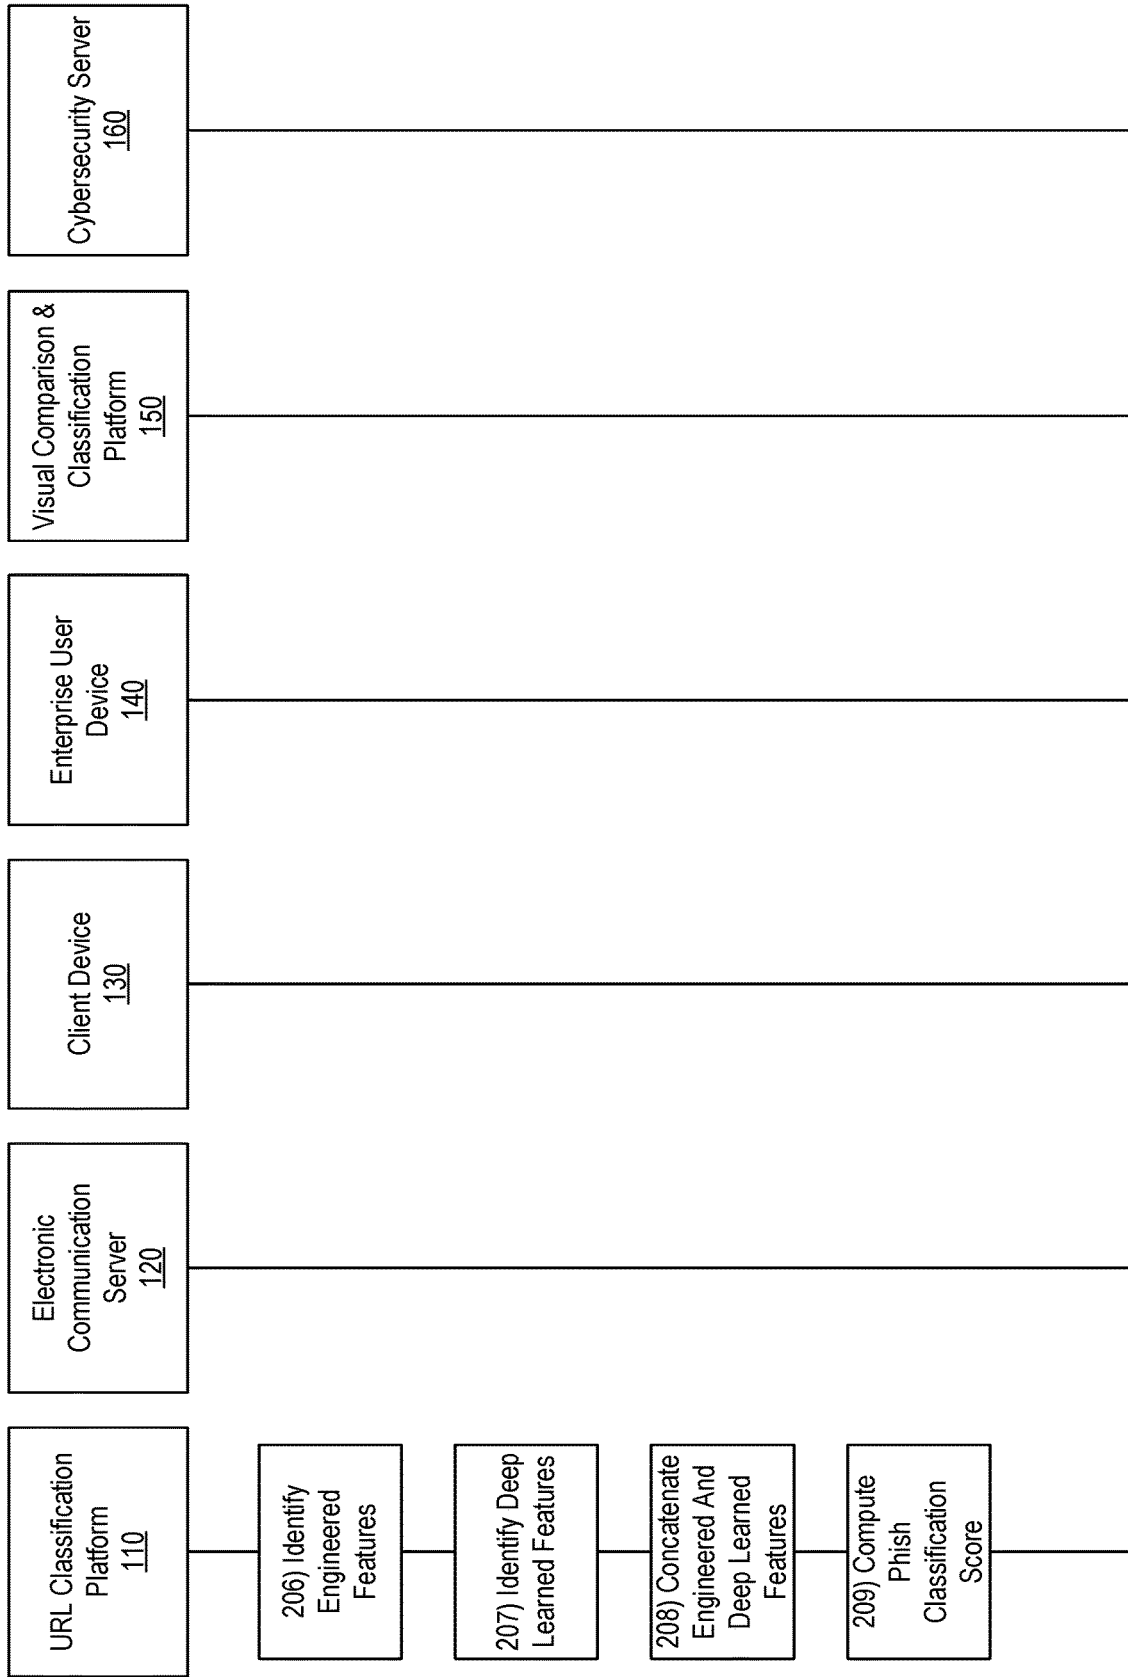 URL Classification
Platform
110
Electronic
Communication
Server
120
Client Device
130
Enterprise User
Device
140
Visual Comparison &
Classification
Platform
150
Cybersecurity Server
160
206) Identify
Engineered
Features
207) Identify Deep
Learned Features
208) Concatenate
Engineered And
Deep Learned
Features
209) Compute
Phish
Classification
Score